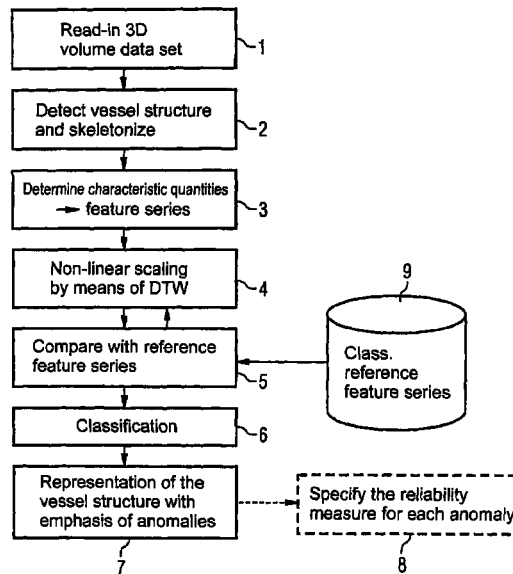 Read-in 3D
volume data set
1
Detect vessel structure
and skeletonize
2
Determine characteristic quantities
→ feature series
3
Non-linear scaling
by means of DTW
4
9
Compare with reference
feature series
5
Class.
reference
feature series
Classification
6
Representation of the
vessel structure with
emphasis of anomalies
7
Specify the reliability
measure for each anomaly
8